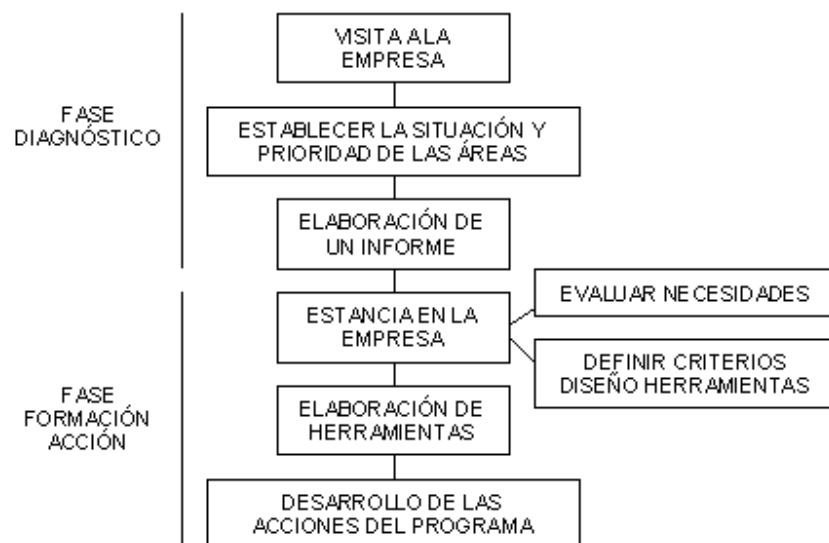 VISITA A LA
EMPRESA
FASE
DIAGNÓSTICO
ESTABLECER LA SITUACIÓN Y
PRIORIDAD DE LAS ÁREAS
ELABORACIÓN DE
UN INFORME
ESTANCIA EN LA
EMPRESA
EVALUAR NECESIDADES
DEFINIR CRITERIOS
DISEÑO HERRAMIENTAS
FASE
FORMACIÓN
ACCIÓN
ELABORACIÓN DE
HERRAMIENTAS
DESARROLLO DE LAS
ACCIONES DEL PROGRAMA